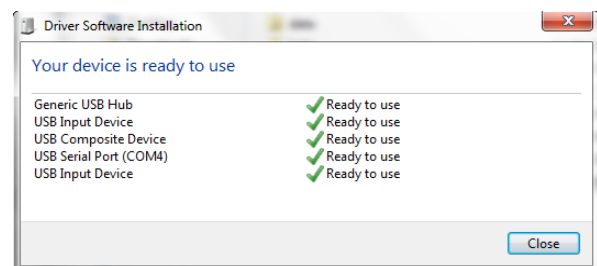 Driver Software Installation
Your device is ready to use
Generic USB Hub Ready to use
USB Input Device Ready to use
USB Composite Device Ready to use
USB Serial Port (COM4) Ready to use
USB Input Device Ready to use
Close